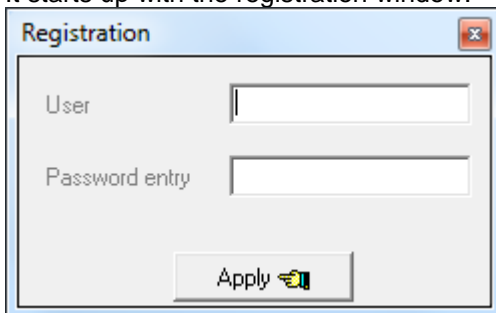 It starts up with the registration window.
Registration
User
Password entry
Apply